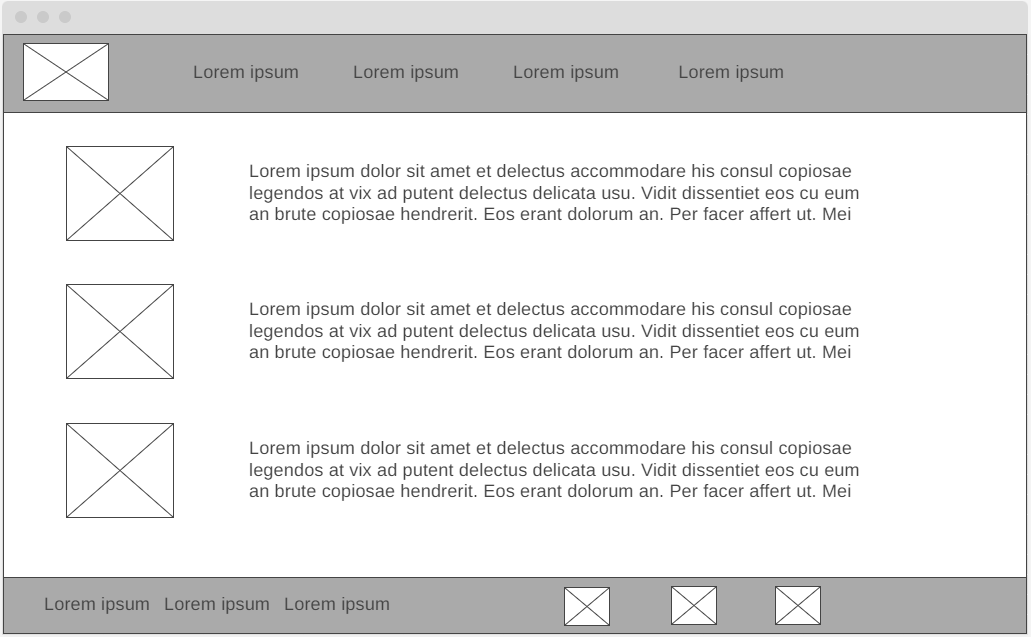 Lorem ipsum Lorem ipsum Lorem ipsum Lorem ipsum
Lorem ipsum dolor sit amet et delectus accommodare his consul copiosae
legendos at vix ad putent delectus delicata usu. Vidit dissentiet eos cu eum
an brute copiosae hendrerit. Eos erant dolorum an. Per facer affert ut. Mei
Lorem ipsum dolor sit amet et delectus accommodare his consul copiosae
legendos at vix ad putent delectus delicata usu. Vidit dissentiet eos cu eum
an brute copiosae hendrerit. Eos erant dolorum an. Per facer affert ut. Mei
Lorem ipsum dolor sit amet et delectus accommodare his consul copiosae
legendos at vix ad putent delectus delicata usu. Vidit dissentiet eos cu eum
an brute copiosae hendrerit. Eos erant dolorum an. Per facer affert ut. Mei
Lorem ipsum Lorem ipsum Lorem ipsum